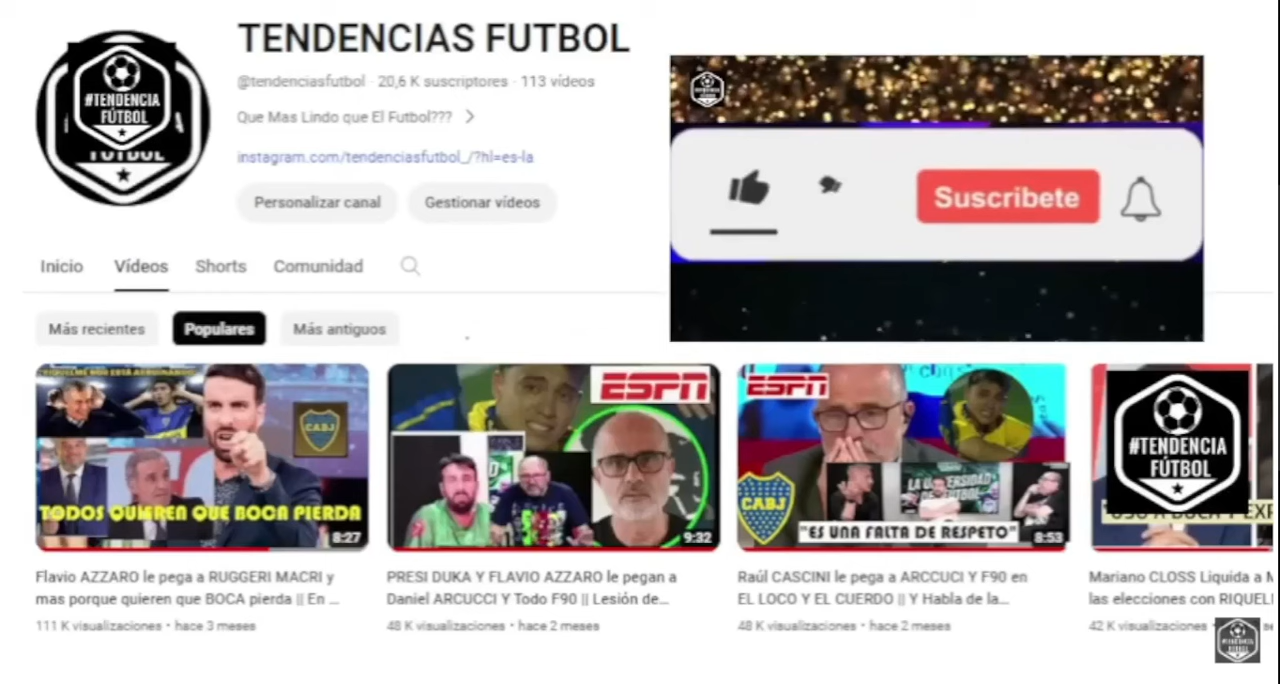 TENDENCIAS FUTBOL
@tendenciasfutbol · 20,6 K suscriptores · 113 vídeos
Que Mas Lindo que El Futbol???
instagram.com/tendenciasfutbol_/?hl=es-la
Personalizar canal
Gestionar vídeos
#TENDENCIA
FÚTBOL
FUTBOL
Suscribete
Inicio
Vídeos
Shorts
Comunidad
Más recientes
Populares
Más antiguos
CABJ
TODOS QUIEREN QUE BOCA PIERDA
8:27
ESPN
9:32
ESPN
LA UNIVERSIDAD
DEL FUTBOL
CABJ
"ES UNA FALTA DE RESPETO"
8:53
#TENDENCIA
FÚTBOL
Flavio AZZARO le pega a RUGGERI MACRI y
mas porque quieren que BOCA pierda || En ...
111 K visualizaciones · hace 3 meses
PRESI DUKA Y FLAVIO AZZARO le pegan a
Daniel ARCUCCI Y Todo F90 || Lesión de...
48 K visualizaciones · hace 2 meses
Raúl CASCINI le pega a ARCCUCI Y F90 en
EL LOCO Y EL CUERDO || Y Habla de la...
48 K visualizaciones · hace 2 meses
Mariano CLOSS Liquida a
las elecciones con RIQUEL
42 K visualizaciones